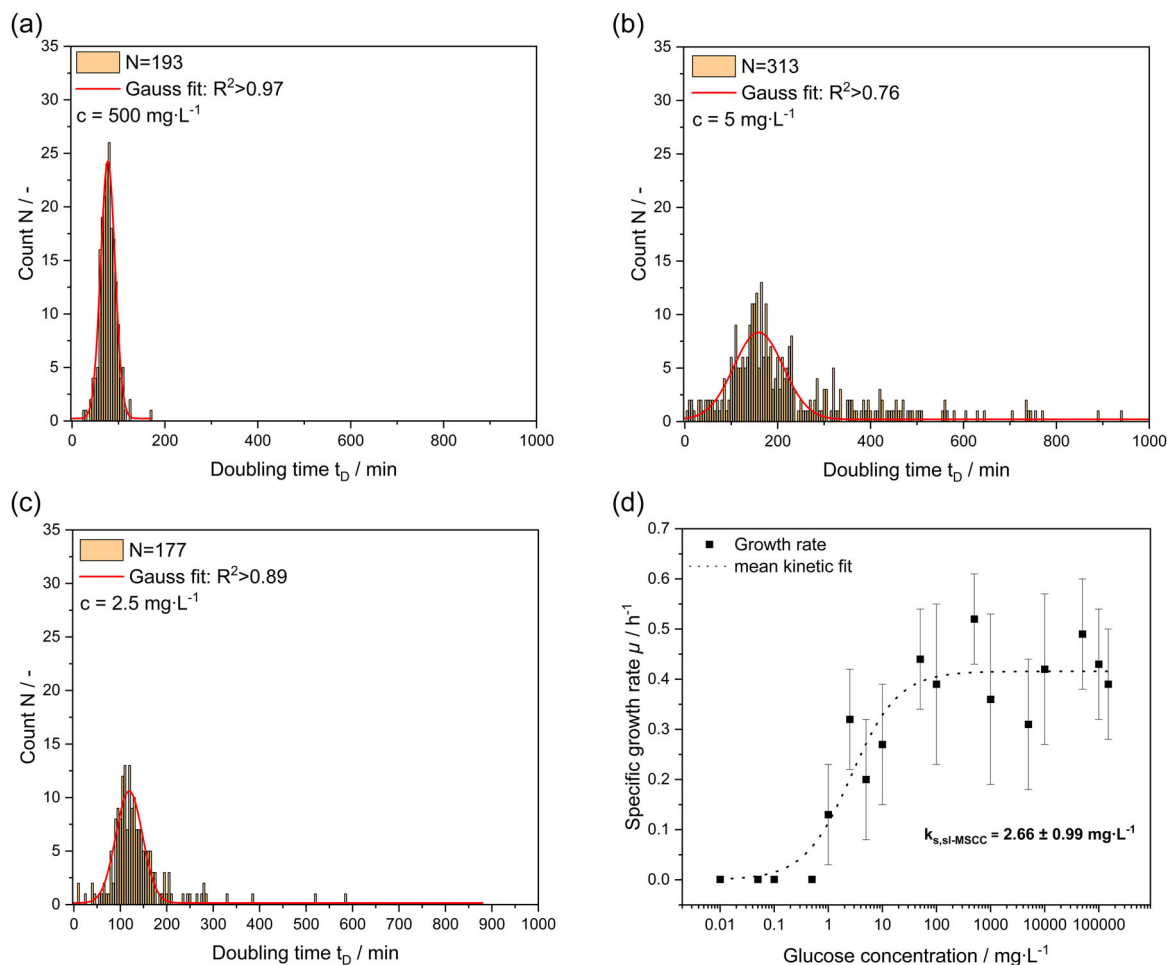 (a)
35
30
25
20
15
10
5
0
N=193
Gauss fit: R²>0.97
c = 500 mg·L⁻¹
Count N / -
0 200 400 600 800 1000
Doubling time t_D / min
(b)
35
30
25
20
15
10
5
0
N=313
Gauss fit: R²>0.76
c = 5 mg·L⁻¹
Count N / -
0 200 400 600 800 1000
Doubling time t_D / min
(c)
35
30
25
20
15
10
5
0
N=177
Gauss fit: R²>0.89
c = 2.5 mg·L⁻¹
Count N / -
0 100 200 300 400 500 600 700 800 900 1000
Doubling time t_D / min
(d)
0.7
0.6
0.5
0.4
0.3
0.2
0.1
0.0
Growth rate
mean kinetic fit
Specific growth rate µ / h⁻¹
k_s,sl-MSCC = 2.66 ± 0.99 mg·L⁻¹
0.01 0.1 1 10 100 1000 10000 100000
Glucose concentration / mg·L⁻¹